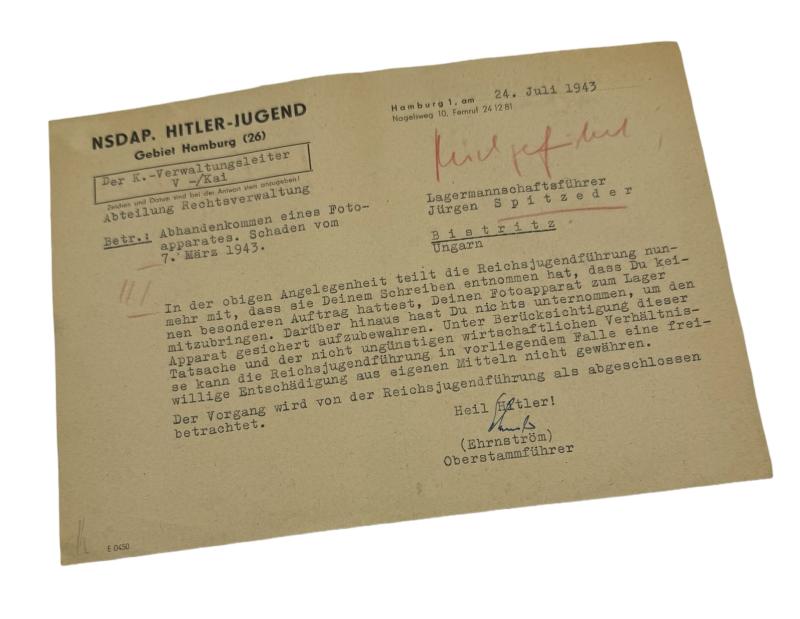 NSDAP. HITLER-JUGEND
Gebiet Hamburg (26)
Der K.-Verwaltungsleiter
V -/Kai
Zeichen und Datum sind bei der Antwort stets anzugeben!
Abteilung Rechtsverwaltung
Betr.: Abhandenkommen eines Foto-
apparates. Schaden vom
7. März 1943.
Hamburg 1, am 24. Juli 1943
Nagelsweg 10, Fernruf 24 12 81
Lagermannschaftsführer
Jürgen S p i t z e d e r
B i s t r i t z .
Ungarn
In der obigen Angelegenheit teilt die Reichsjugendführung nun-
mehr mit, dass sie Deinem Schreiben entnommen hat, dass Du kei-
nen besonderen Auftrag hattest, Deinen Fotoapparat zum Lager
mitzubringen. Darüber hinaus hast Du nichts unternommen, um den
Apparat gesichert aufzubewahren. Unter Berücksichtigung dieser
Tatsache und der nicht ungünstigen wirtschaftlichen Verhältnis-
se kann die Reichsjugendführung in vorliegendem Falle eine frei-
willige Entschädigung aus eigenen Mitteln nicht gewähren.
Der Vorgang wird von der Reichsjugendführung als abgeschlossen
betrachtet.
Heil Hitler!
(Ehrnström)
Oberstammführer
E 0450